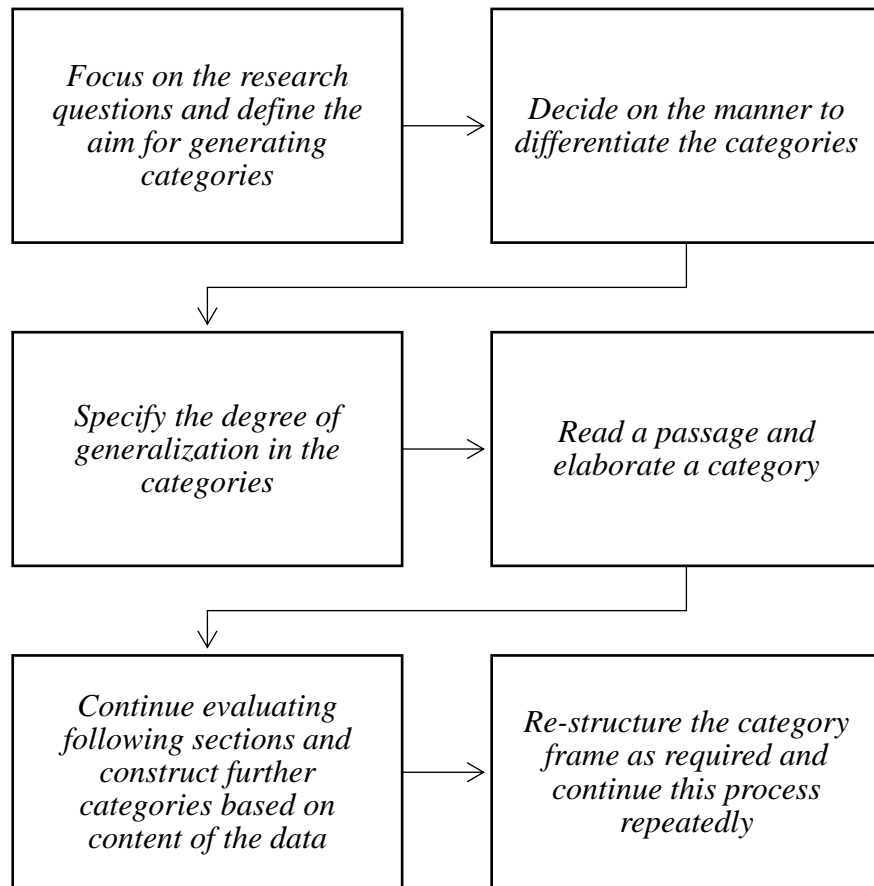 Focus on the research
questions and define the
aim for generating
categories
Decide on the manner to
differentiate the categories
Specify the degree of
generalization in the
categories
Read a passage and
elaborate a category
Continue evaluating
following sections and
construct further
categories based on
content of the data
Re-structure the category
frame as required and
continue this process
repeatedly